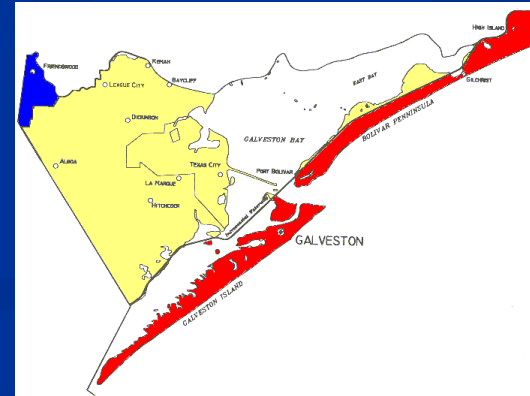 HIGH ISLAND
FRIENDSWOOD
KEMAH
GILCHRIST
LEAGUE CITY
BAYCLIFF
EAST BAY
DICKINSON
BOLIVAR PENINSULA
GALVESTON BAY
ALGOA
TEXAS CITY
PORT BOLIVAR
LA MARQUE
HITCHCOCK
GALVESTON
GALVESTON ISLAND